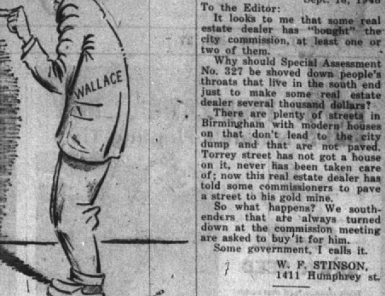 To the Editor:
It looks to me that some real
estate dealer has "bought" the
city commission, at least one or
two of them.
Why should Special Assessment
No. 327 be shoved down people's
throats that live in the south end
just to make some real estate
dealer several thousand dollars?
There are plenty of streets in
Birmingham with modern houses
on that don't lead to the city
dump and that are not paved.
Torrey street has not got a house
on it, never has been taken care
of; now this real estate dealer has
told some commissioners to pave
a street to his gold mine.
So what happens? We south-
enders that are always turned
down at the commission meeting
are asked to buy it for him.
Some government, I calls it.
W. F. STINSON,
1411 Humphrey st.
WALLACE